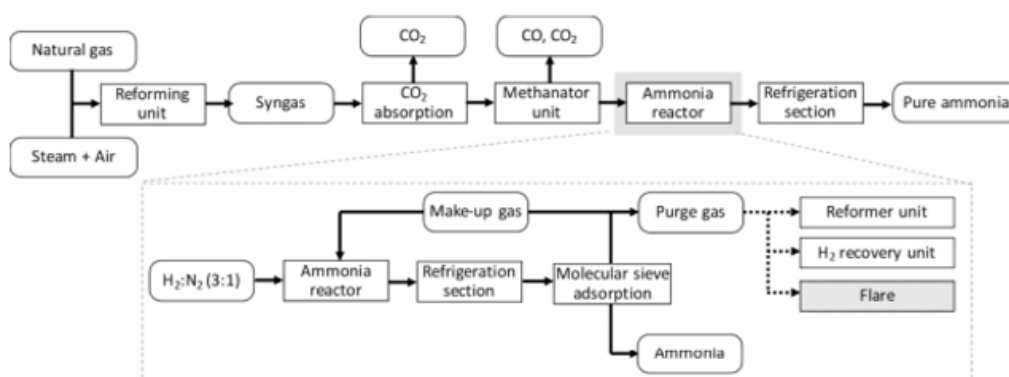 CO2
CO, CO2
Natural gas
Reforming
unit
Syngas
CO2
absorption
Methanator
unit
Ammonia
reactor
Refrigeration
section
Pure ammonia
Steam + Air
Make-up gas
Purge gas
Reformer unit
H2 recovery unit
Flare
H2:N2 (3:1)
Ammonia
reactor
Refrigeration
section
Molecular sieve
adsorption
Ammonia